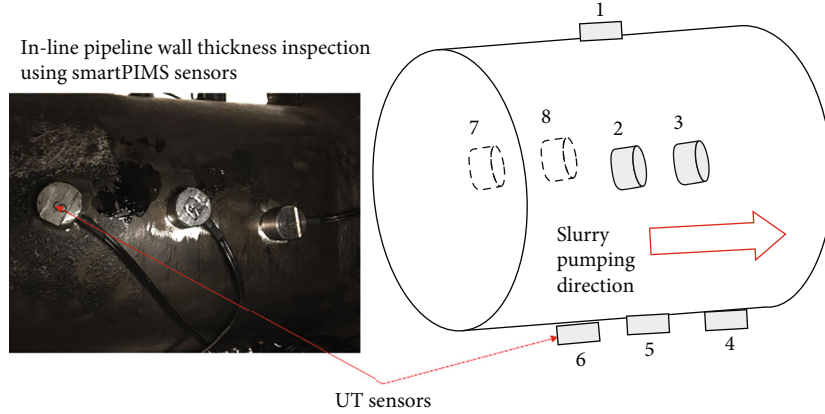 In-line pipeline wall thickness inspection
using smartPIMS sensors
1
7
8
2
3
Slurry
pumping
direction
6
5
4
UT sensors